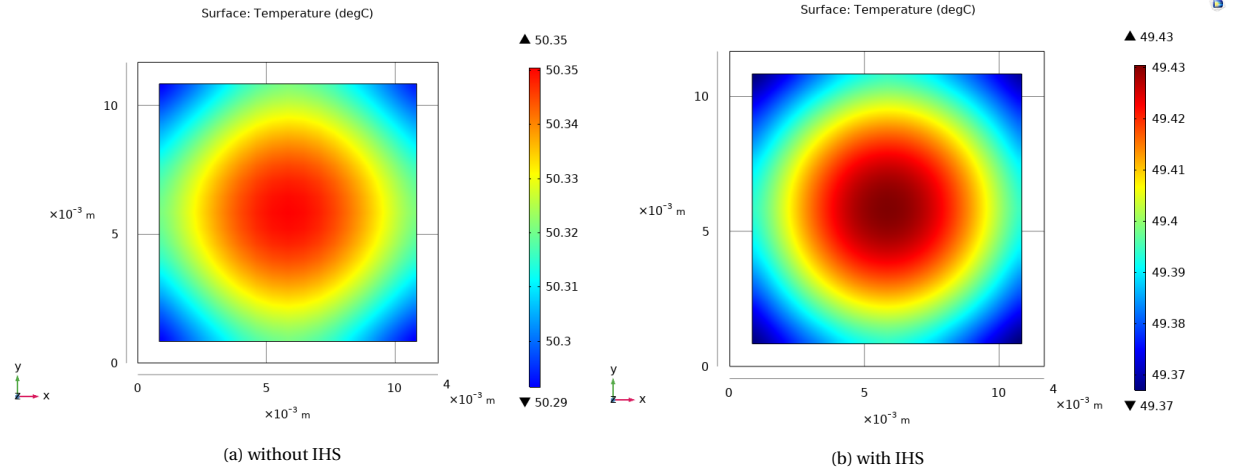 Surface: Temperature (degC)
▲ 50.35
50.35
50.34
50.33
50.32
50.31
50.3
▼ 50.29
10
5
0
×10⁻³ m
0
5
10
4
×10⁻³ m
×10⁻³ m
y
z
x
(a) without IHS
Surface: Temperature (degC)
▲ 49.43
49.43
49.42
49.41
49.4
49.39
49.38
49.37
▼ 49.37
10
5
0
×10⁻³ m
0
5
10
4
×10⁻³ m
×10⁻³ m
y
z
x
(b) with IHS